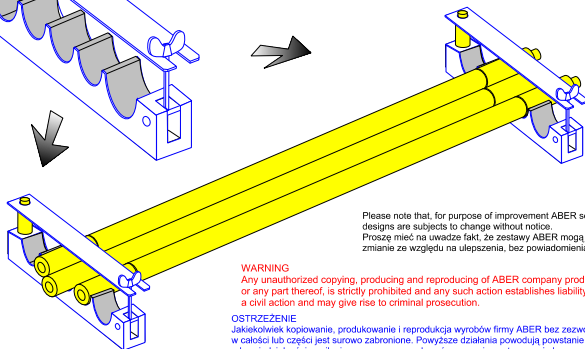 Please note that, for purpose of improvement ABER
designs are subjects to change without notice.
Proszę mieć na uwadze fakt, że zestawy ABER mogą
zmianie ze względu na ulepszenia, bez
WARNING
Any unauthorized copying, producing and reproducing of ABER company
or any part thereof, is strictly prohibited and any such action establishes liability
a civil action and may give rise to criminal prosecution.
OSTRZEŻENIE
Jakiekolwiek kopiowanie, produkowanie i reprodukcja wyrobów firmy ABER bez
w całości lub części jest surowo zabronione. Powyższe działania powodują powstanie